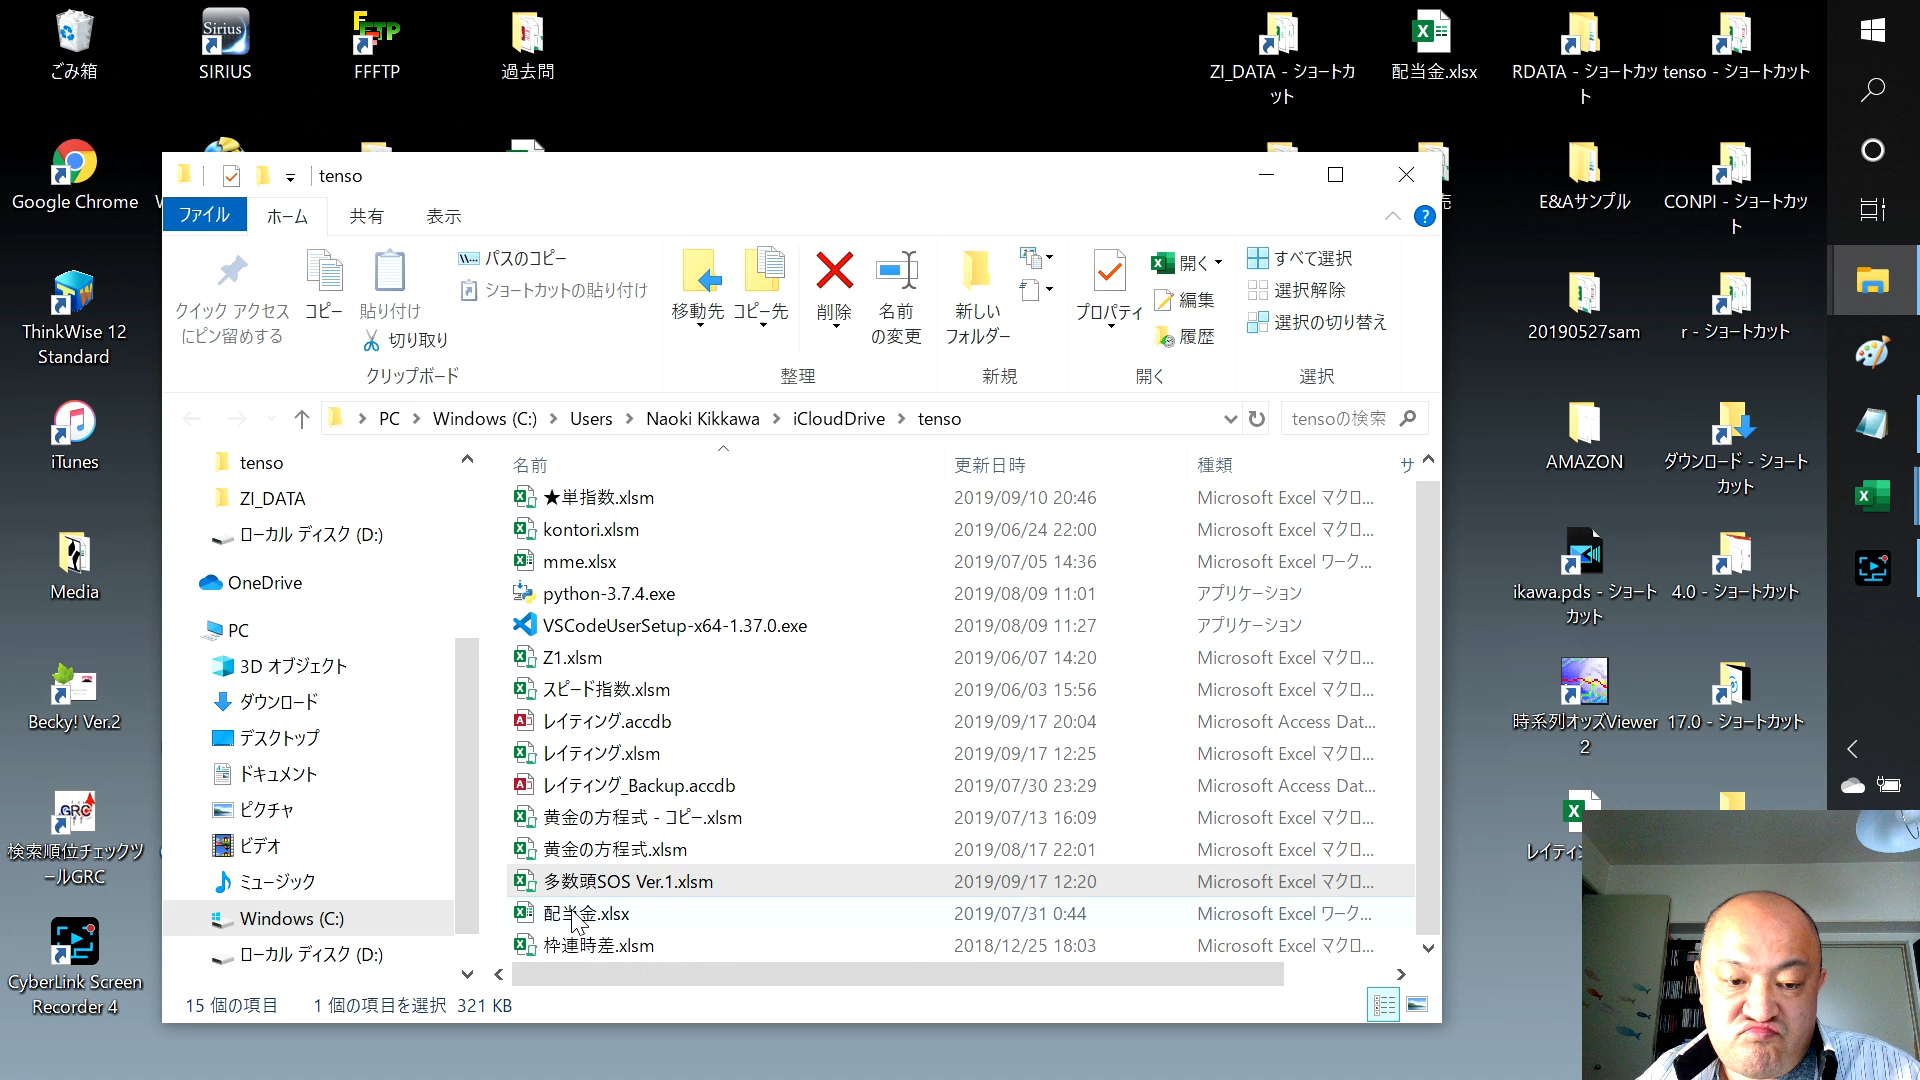 ごみ箱
SIRIUS
FFFTP
過去問
ZI_DATA - ショートカ
ット
配当金.xlsx
RDATA - ショートカッ
ト
tenso - ショートカット
Google Chrome
tenso
ファイル
ホーム
共有
表示
クイック アクセス
にピン留めする
コピー
貼り付け
パスのコピー
ショートカットの貼り付け
切り取り
クリップボード
移動先
コピー先
削除
名前
の変更
整理
新しい
フォルダー
新規
プロパティ
開く
編集
履歴
開く
すべて選択
選択解除
選択の切り替え
選択
PC
Windows (C:)
Users
Naoki Kikkawa
iCloudDrive
tenso
tensoの検索
tenso
ZI_DATA
ローカル ディスク (D:)
OneDrive
PC
3D オブジェクト
ダウンロード
デスクトップ
ドキュメント
ピクチャ
ビデオ
ミュージック
Windows (C:)
ローカル ディスク (D:)
名前 更新日時 種類 サ
★単指数.xlsm 2019/09/10 20:46 Microsoft Excel マクロ...
kontori.xlsm 2019/06/24 22:00 Microsoft Excel マクロ...
mme.xlsx 2019/07/05 14:36 Microsoft Excel ワーク...
python-3.7.4.exe 2019/08/09 11:01 アプリケーション
VSCodeUserSetup-x64-1.37.0.exe 2019/08/09 11:27 アプリケーション
Z1.xlsm 2019/06/07 14:20 Microsoft Excel マクロ...
スピード指数.xlsm 2019/06/03 15:56 Microsoft Excel マクロ...
レイティング.accdb 2019/09/17 20:04 Microsoft Access Dat...
レイティング.xlsm 2019/09/17 12:25 Microsoft Excel マクロ...
レイティング_Backup.accdb 2019/07/30 23:29 Microsoft Access Dat...
黄金の方程式 - コピー.xlsm 2019/07/13 16:09 Microsoft Excel マクロ...
黄金の方程式.xlsm 2019/08/17 22:01 Microsoft Excel マクロ...
多数頭SOS Ver.1.xlsm 2019/09/17 12:20 Microsoft Excel マクロ...
配当金.xlsx 2019/07/31 0:44 Microsoft Excel ワーク...
枠連時差.xlsm 2018/12/25 18:03 Microsoft Excel マクロ...
15 個の項目
1 個の項目を選択 321 KB
ThinkWise 12
Standard
iTunes
Media
Becky! Ver.2
GRC
検索順位チェックツ
ールGRC
CyberLink Screen
Recorder 4
E&Aサンプル
CONPI - ショートカッ
ト
20190527sam
r - ショートカット
AMAZON
ダウンロード - ショート
カット
ikawa.pds - ショート
カット
4.0 - ショートカット
時系列オッズViewer
2
17.0 - ショートカット